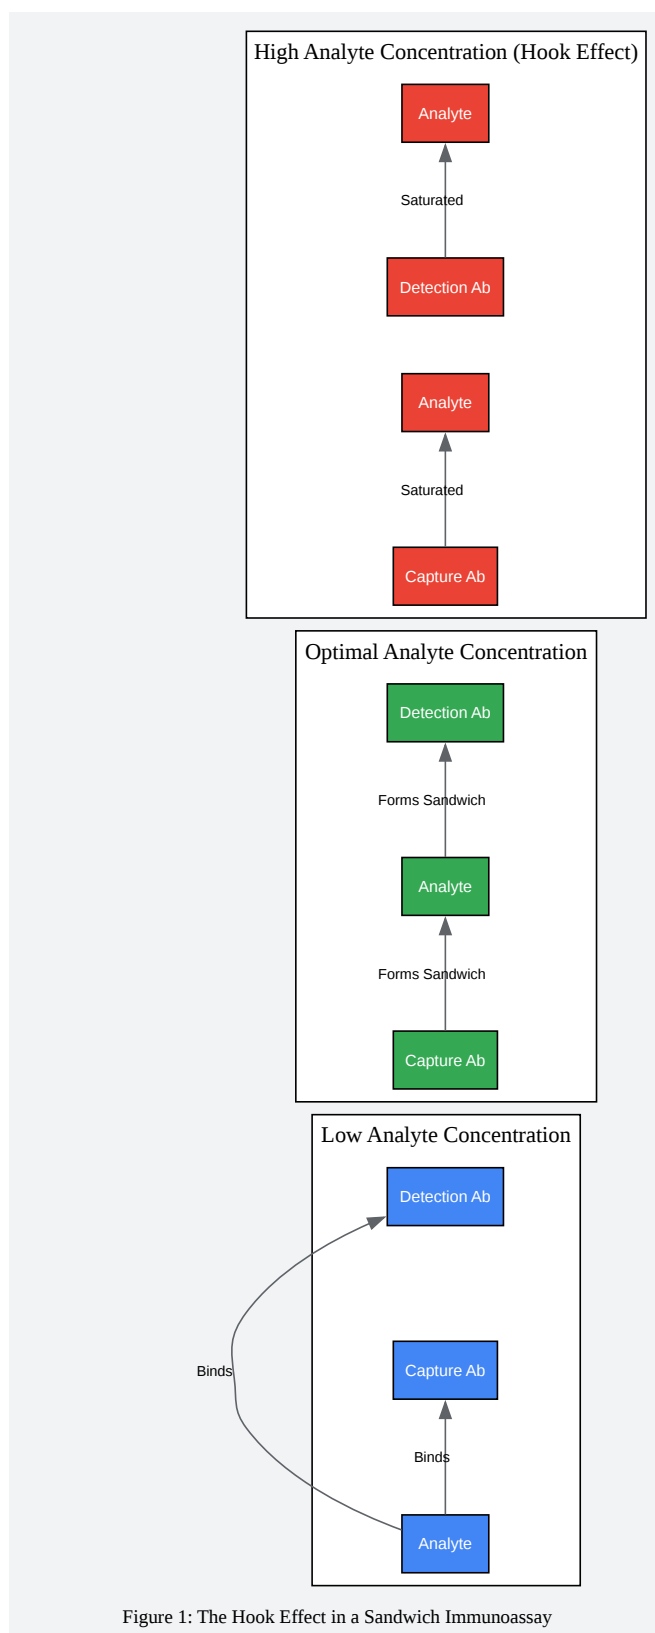 High Analyte Concentration (Hook Effect)
Analyte
Saturated
Detection Ab
Analyte
Saturated
Capture Ab
Optimal Analyte Concentration
Detection Ab
Forms Sandwich
Analyte
Forms Sandwich
Capture Ab
Low Analyte Concentration
Detection Ab
Binds
Capture Ab
Binds
Analyte
Figure 1: The Hook Effect in a Sandwich Immunoassay